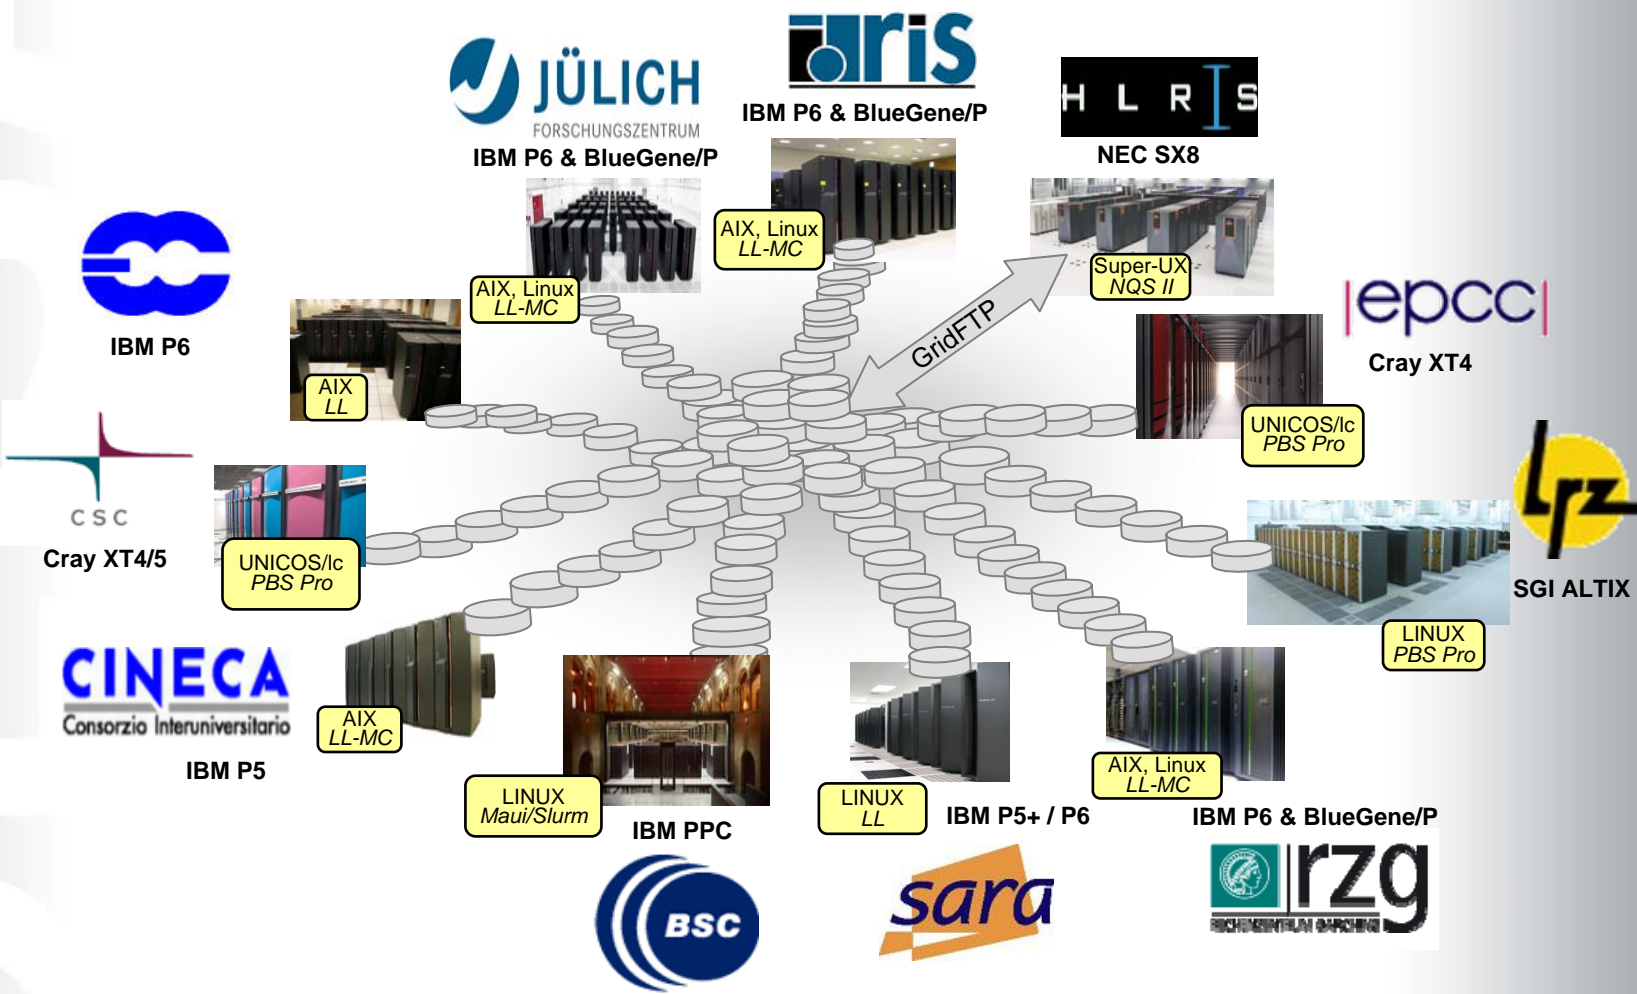 idris
JÜLICH
FORSCHUNGSZENTRUM
IBM P6 & BlueGene/P
IBM P6 & BlueGene/P
HLRIS
NEC SX8
AIX, Linux
LL-MC
AIX, Linux
LL-MC
Super-UX
NQS II
GridFTP
IBM P6
AIX
LL
|epcc|
Cray XT4
UNICOS/lc
PBS Pro
CSC
Cray XT4/5
UNICOS/lc
PBS Pro
lrz
SGI ALTIX
LINUX
PBS Pro
CINECA
Consorzio Interuniversitario
IBM P5
AIX
LL-MC
LINUX
Maui/Slurm
IBM PPC
BSC
LINUX
LL
IBM P5+ / P6
sara
AIX, Linux
LL-MC
IBM P6 & BlueGene/P
rzg